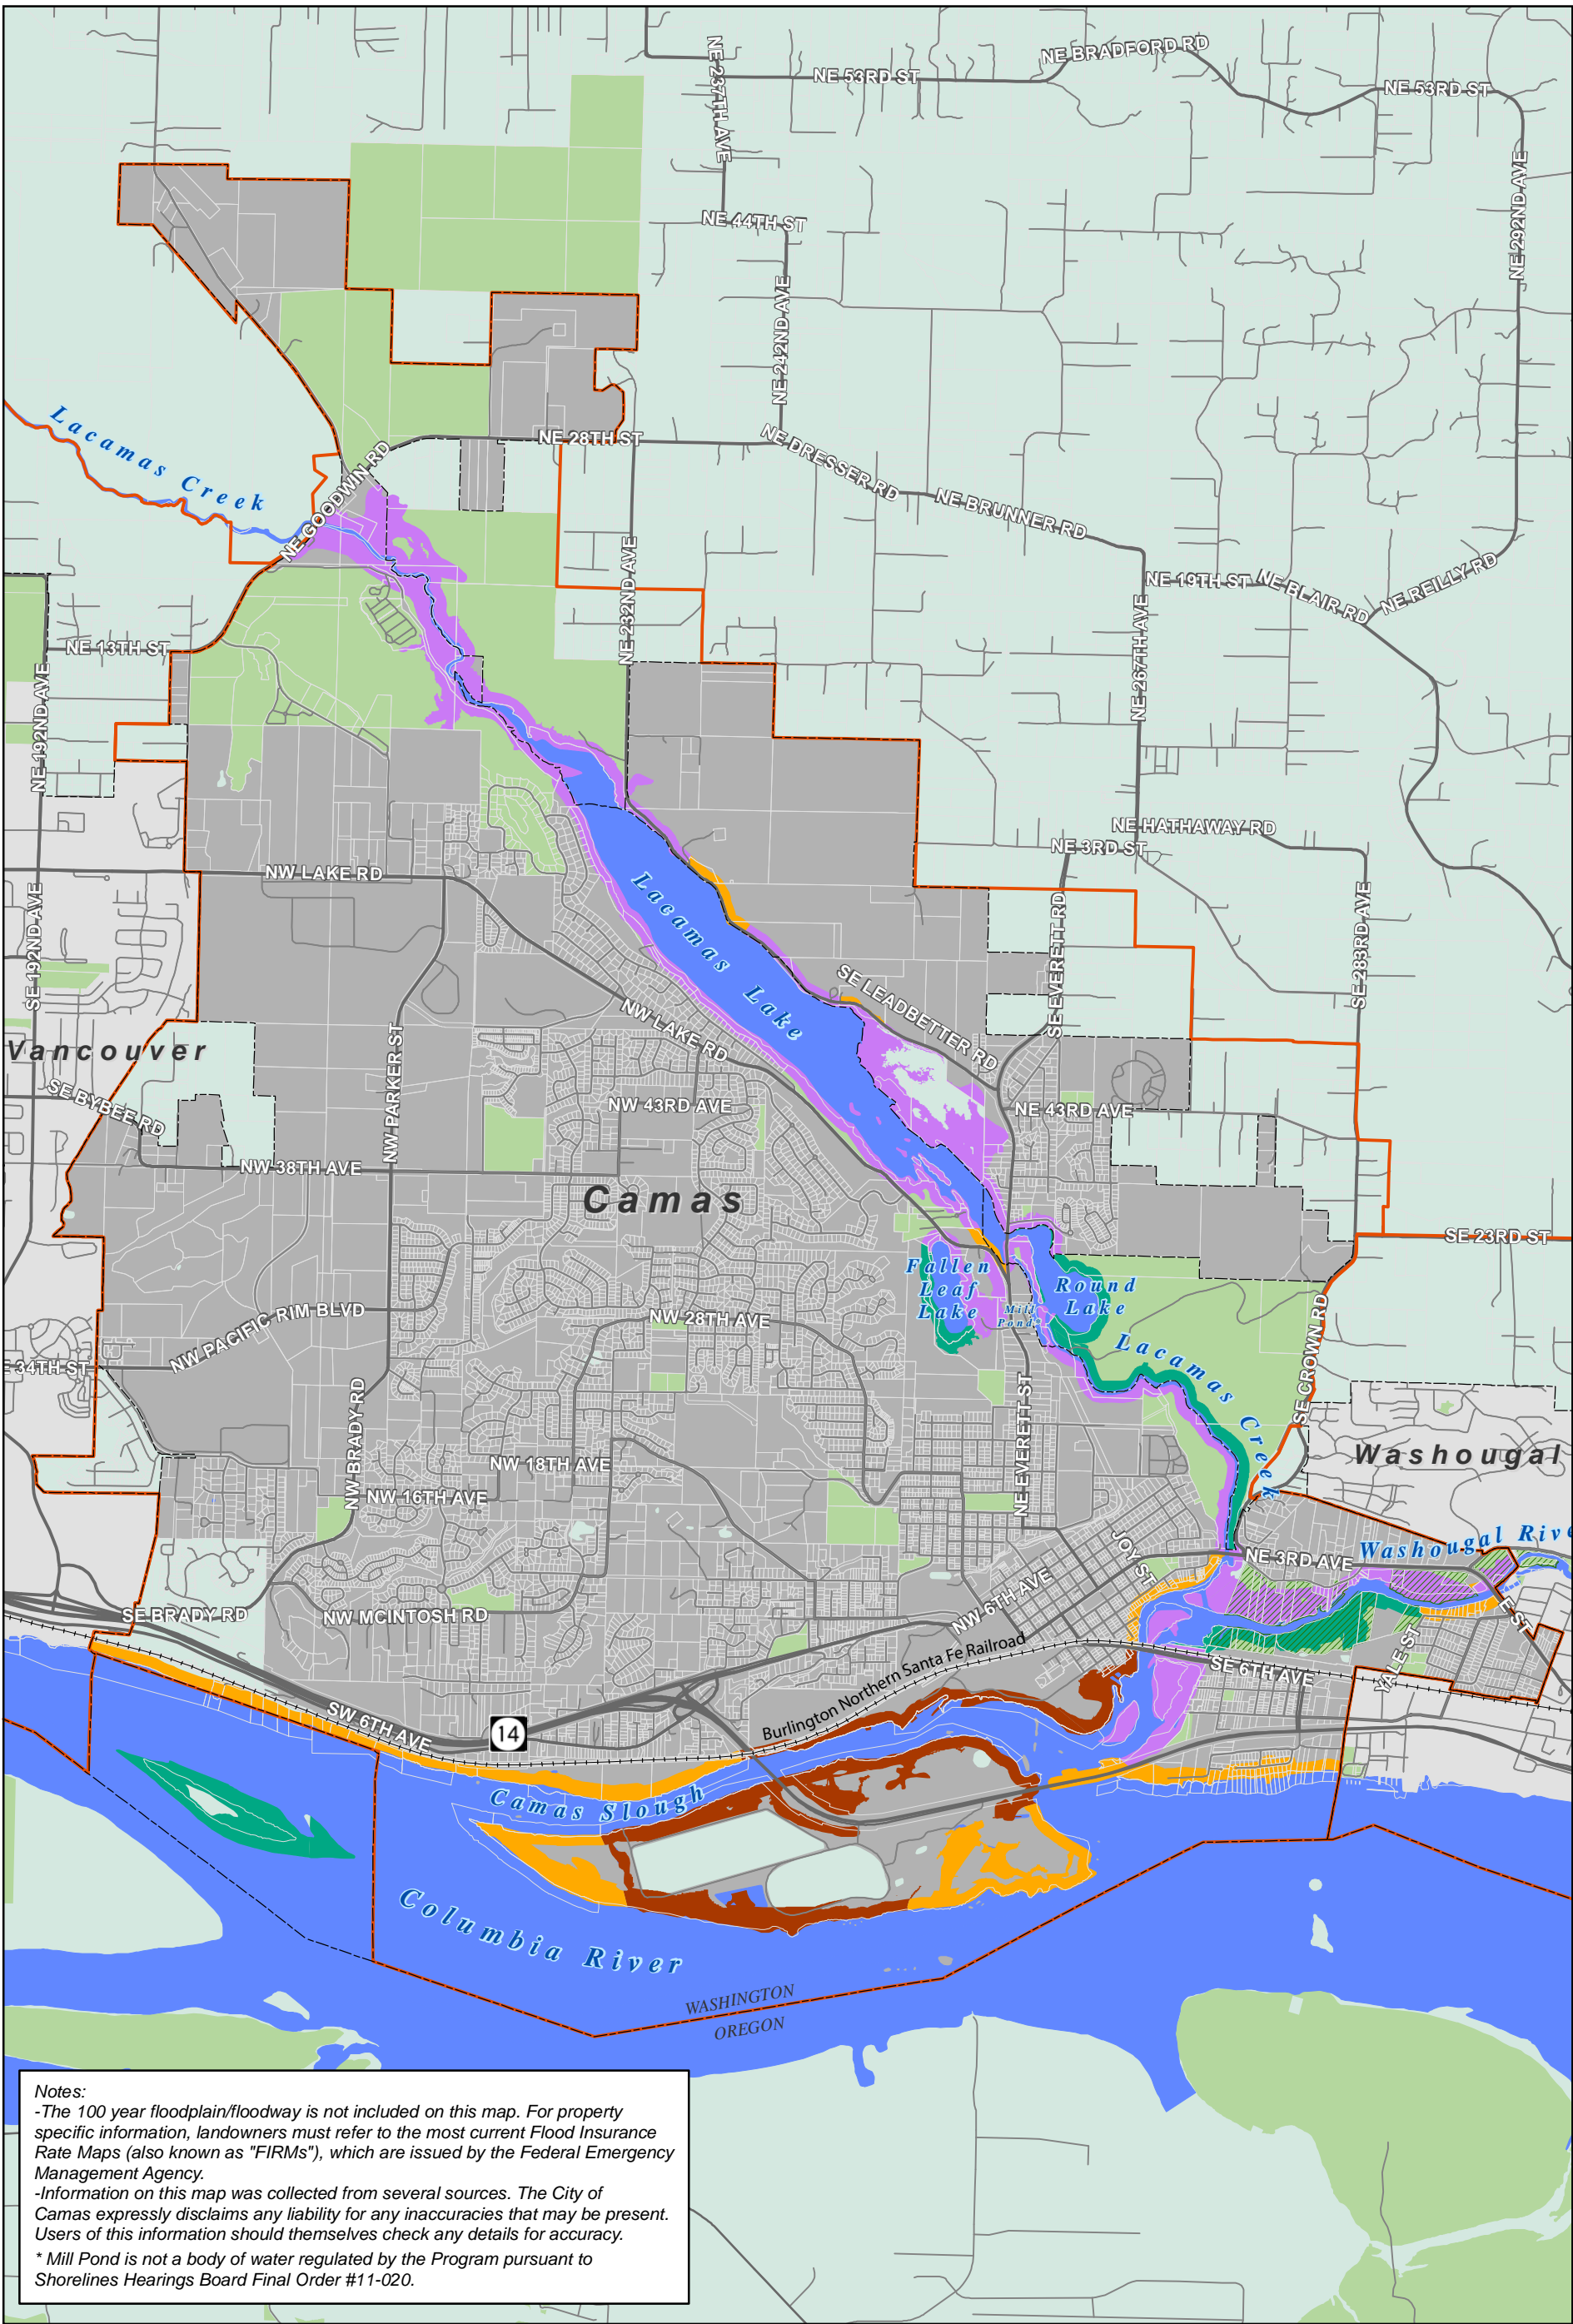 NE BRADFORD RD
NE 53RD ST
NE 53RD ST
NE 237TH AVE
NE 292ND AVE
NE 44TH ST
NE 242ND AVE
Lacamas Creek
NE 28TH ST
NE DRESSER RD
NE GOODWIN RD
NE BRUNNER RD
NE 19TH ST
NE BLAIR RD
NE REILLY RD
NE 232ND AVE
NE 267TH AVE
NE 13TH ST
NE 192ND AVE
NE HATHAWAY RD
NE 3RD ST
NW LAKE RD
SE 192ND AVE
Lacamas
Lake
SE EVERETT RD
SE 283RD AVE
SE LEADBETTER RD
NW LAKE RD
Vancouver
NW PARKER ST
SE BYBEE RD
NW 43RD AVE
NE 43RD AVE
NW 38TH AVE
Camas
SE 23RD ST
Fallen
Leaf
Lake
Mill
Pond*
Round
Lake
NW PACIFIC RIM BLVD
NW 28TH AVE
SE CROWN RD
E 34TH ST
Lacamas Creek
NW BRADY RD
NE EVERETT ST
Washougal
NW 18TH AVE
NW 16TH AVE
JOY ST
NE 3RD AVE
Washougal Rive
SE BRADY RD
NW MCINTOSH RD
NW 6TH AVE
E ST
YALE ST
Burlington Northern Santa Fe Railroad
SE 6TH AVE
SW 6TH AVE
14
Camas Slough
Columbia River
WASHINGTON
OREGON
Notes:
-The 100 year floodplain/floodway is not included on this map. For property
specific information, landowners must refer to the most current Flood Insurance
Rate Maps (also known as "FIRMs"), which are issued by the Federal Emergency
Management Agency.
-Information on this map was collected from several sources. The City of
Camas expressly disclaims any liability for any inaccuracies that may be present.
Users of this information should themselves check any details for accuracy.
* Mill Pond is not a body of water regulated by the Program pursuant to
Shorelines Hearings Board Final Order #11-020.